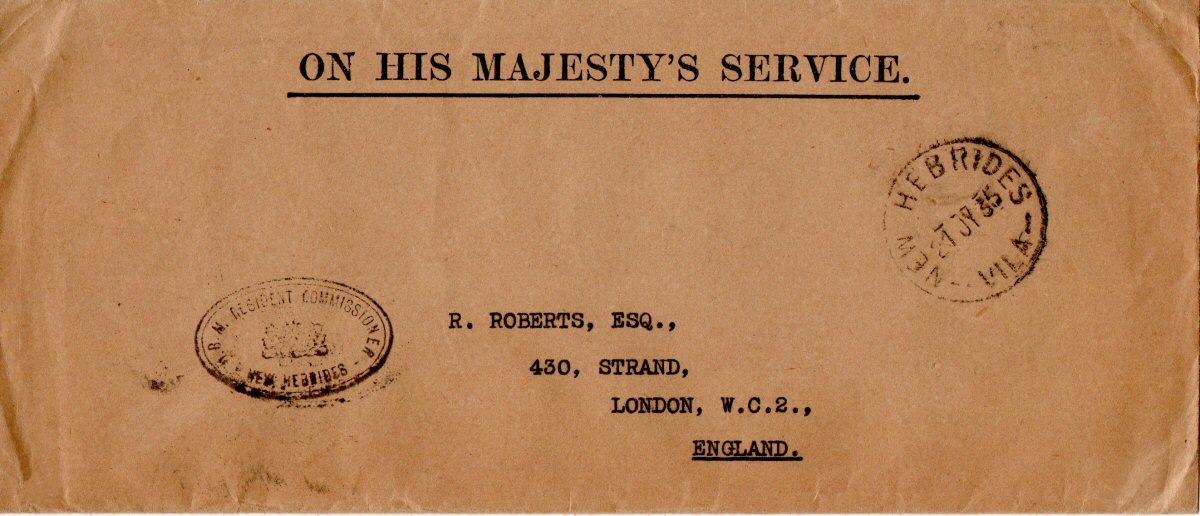 ON HIS MAJESTY'S SERVICE.
NEW HEBRIDES
21 JY 35
VILA
H.B.M. RESIDENT COMMISSIONER
NEW HEBRIDES
R. ROBERTS, ESQ.,
430, STRAND,
LONDON, W.C.2.,
ENGLAND.